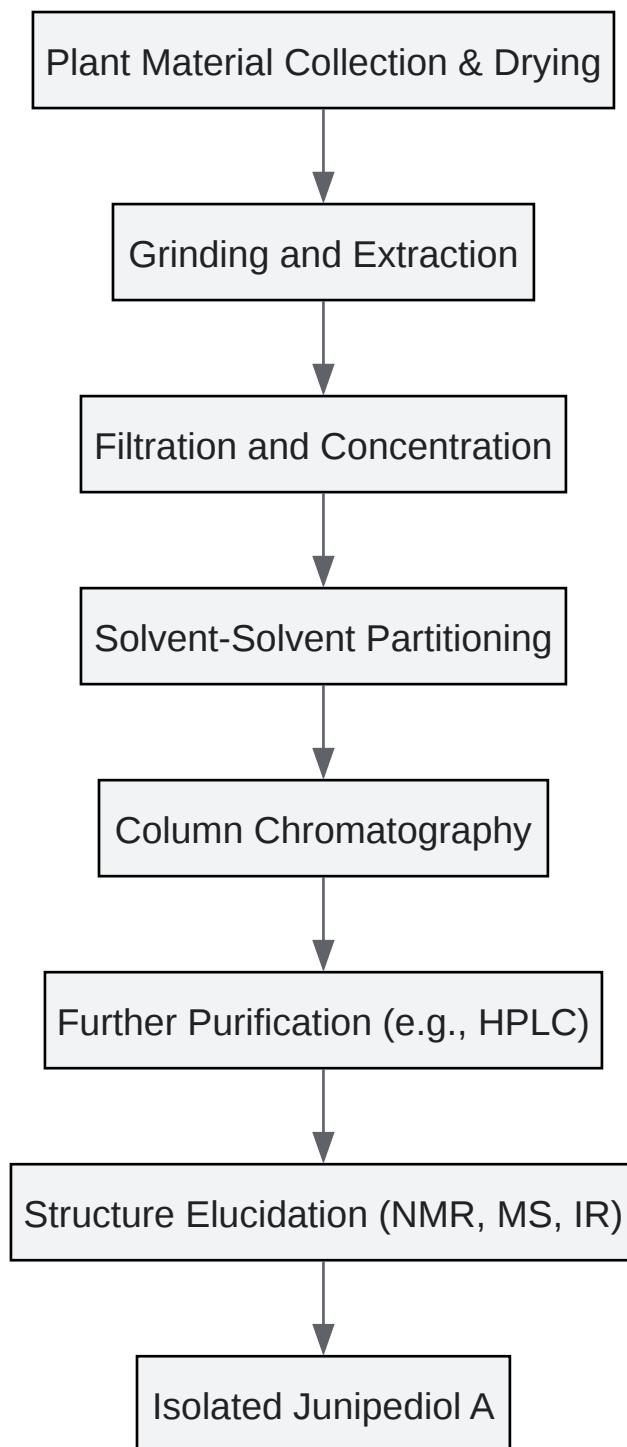 Plant Material Collection & Drying
Grinding and Extraction
Filtration and Concentration
Solvent-Solvent Partitioning
Column Chromatography
Further Purification (e.g., HPLC)
Structure Elucidation (NMR, MS, IR)
Isolated Junipediol A